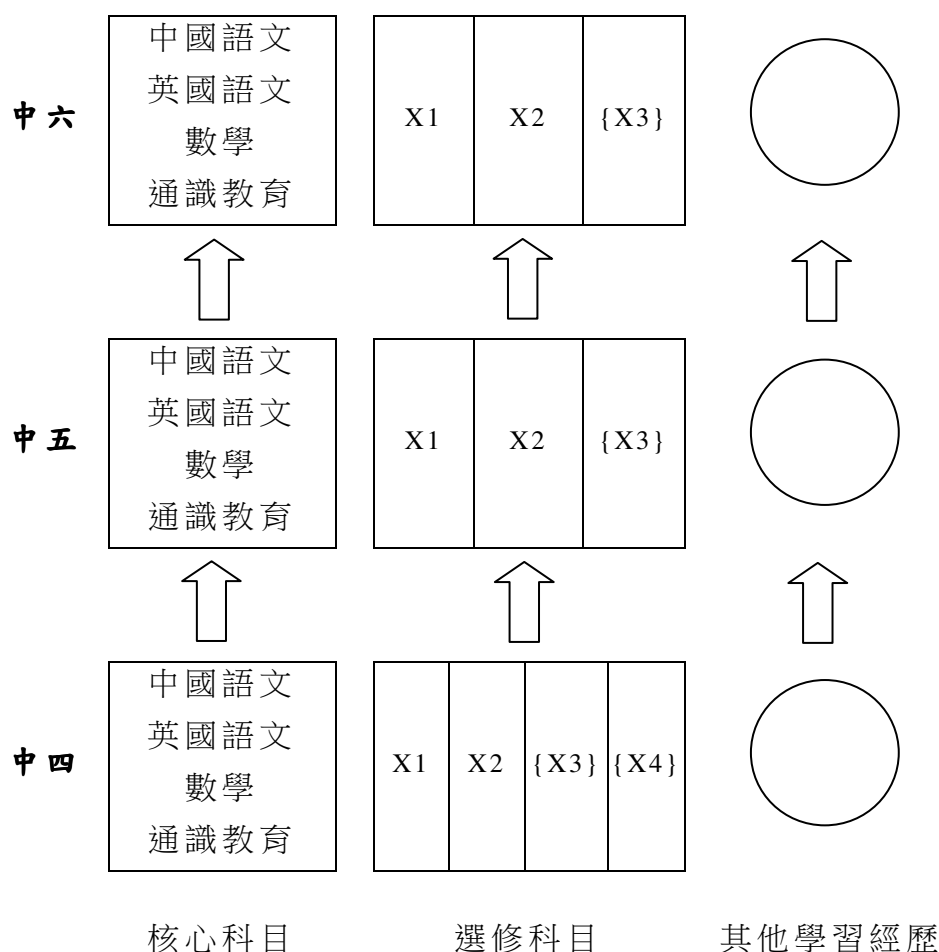 中六
中國語文
英國語文
數學
通識教育
X1 X2 {X3}
中五
中國語文
英國語文
數學
通識教育
X1 X2 {X3}
中四
中國語文
英國語文
數學
通識教育
X1 X2 {X3} {X4}
核心科目 選修科目 其他學習經歷